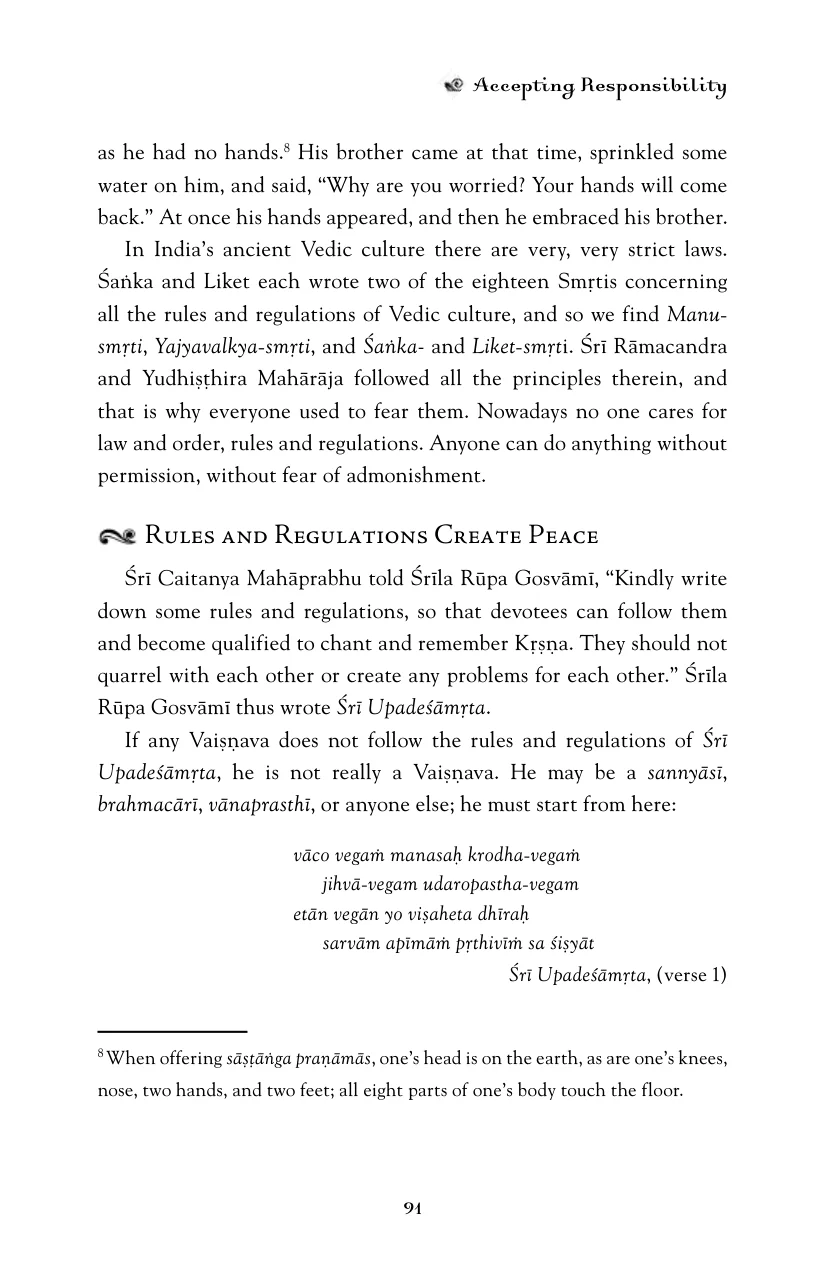 Accepting Responsibility
as he had no hands.8 His brother came at that time, sprinkled some
water on him, and said, “Why are you worried? Your hands will come
back.” At once his hands appeared, and then he embraced his brother.
In India’s ancient Vedic culture there are very, very strict laws.
Śaṅka and Liket each wrote two of the eighteen Smṛtis concerning
all the rules and regulations of Vedic culture, and so we find Manu-
smṛti, Yajyavalkya-smṛti, and Śaṅka- and Liket-smṛti. Śrī Rāmacandra
and Yudhiṣṭhira Mahārāja followed all the principles therein, and
that is why everyone used to fear them. Nowadays no one cares for
law and order, rules and regulations. Anyone can do anything without
permission, without fear of admonishment.
Rules and Regulations Create Peace
Śrī Caitanya Mahāprabhu told Śrīla Rūpa Gosvāmī, “Kindly write
down some rules and regulations, so that devotees can follow them
and become qualified to chant and remember Kṛṣṇa. They should not
quarrel with each other or create any problems for each other.” Śrīla
Rūpa Gosvāmī thus wrote Śrī Upadeśāmṛta.
If any Vaiṣṇava does not follow the rules and regulations of Śrī
Upadeśāmṛta, he is not really a Vaiṣṇava. He may be a sannyāsī,
brahmacārī, vānaprasthī, or anyone else; he must start from here:
vāco vegaṁ manasaḥ krodha-vegaṁ
jihvā-vegam udaropastha-vegam
etān vegān yo viṣaheta dhīraḥ
sarvām apīmāṁ pṛthivīṁ sa śiṣyāt
Śrī Upadeśāmṛta, (verse 1)
8 When offering sāṣṭāṅga praṇāmās, one’s head is on the earth, as are one’s knees,
nose, two hands, and two feet; all eight parts of one’s body touch the floor.
91